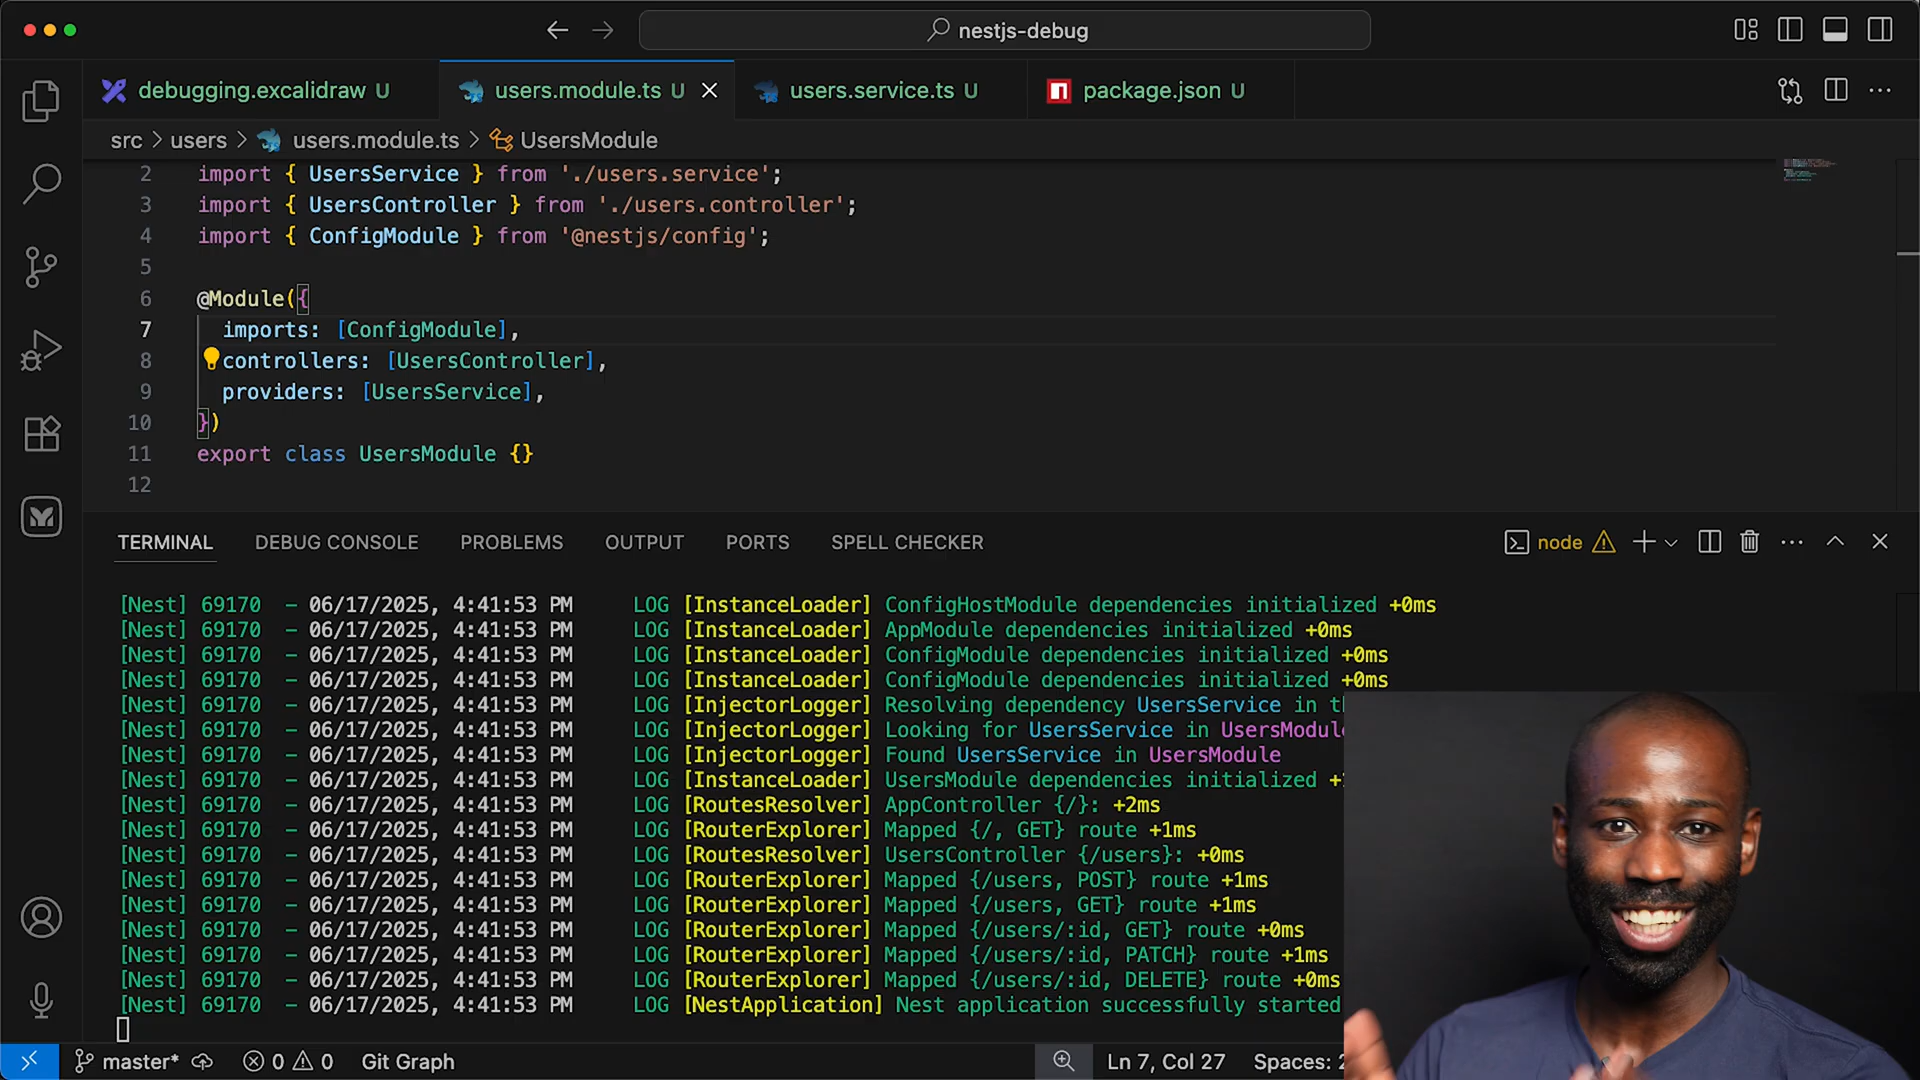 nestjs-debug
debugging.excalidraw U
users.module.ts U
users.service.ts U
package.json U
src > users > users.module.ts > UsersModule
2 import { UsersService } from './users.service';
3 import { UsersController } from './users.controller';
4 import { ConfigModule } from '@nestjs/config';
5
6 @Module({
7 imports: [ConfigModule],
8 controllers: [UsersController],
9 providers: [UsersService],
10 })
11 export class UsersModule {}
12
TERMINAL DEBUG CONSOLE PROBLEMS OUTPUT PORTS SPELL CHECKER node
[Nest] 69170 - 06/17/2025, 4:41:53 PM LOG [InstanceLoader] ConfigHostModule dependencies initialized +0ms
[Nest] 69170 - 06/17/2025, 4:41:53 PM LOG [InstanceLoader] AppModule dependencies initialized +0ms
[Nest] 69170 - 06/17/2025, 4:41:53 PM LOG [InstanceLoader] ConfigModule dependencies initialized +0ms
[Nest] 69170 - 06/17/2025, 4:41:53 PM LOG [InstanceLoader] ConfigModule dependencies initialized +0ms
[Nest] 69170 - 06/17/2025, 4:41:53 PM LOG [InjectorLogger] Resolving dependency UsersService in
[Nest] 69170 - 06/17/2025, 4:41:53 PM LOG [InjectorLogger] Looking for UsersService in UsersModule
[Nest] 69170 - 06/17/2025, 4:41:53 PM LOG [InjectorLogger] Found UsersService in UsersModule
[Nest] 69170 - 06/17/2025, 4:41:53 PM LOG [InstanceLoader] UsersModule dependencies initialized
[Nest] 69170 - 06/17/2025, 4:41:53 PM LOG [RoutesResolver] AppController {/}: +2ms
[Nest] 69170 - 06/17/2025, 4:41:53 PM LOG [RouterExplorer] Mapped {/, GET} route +1ms
[Nest] 69170 - 06/17/2025, 4:41:53 PM LOG [RoutesResolver] UsersController {/users}: +0ms
[Nest] 69170 - 06/17/2025, 4:41:53 PM LOG [RouterExplorer] Mapped {/users, POST} route +1ms
[Nest] 69170 - 06/17/2025, 4:41:53 PM LOG [RouterExplorer] Mapped {/users, GET} route +1ms
[Nest] 69170 - 06/17/2025, 4:41:53 PM LOG [RouterExplorer] Mapped {/users/:id, GET} route +0ms
[Nest] 69170 - 06/17/2025, 4:41:53 PM LOG [RouterExplorer] Mapped {/users/:id, PATCH} route +1ms
[Nest] 69170 - 06/17/2025, 4:41:53 PM LOG [RouterExplorer] Mapped {/users/:id, DELETE} route +0ms
[Nest] 69170 - 06/17/2025, 4:41:53 PM LOG [NestApplication] Nest application successfully started
master* 0 0 Git Graph Ln 7, Col 27 Spaces: